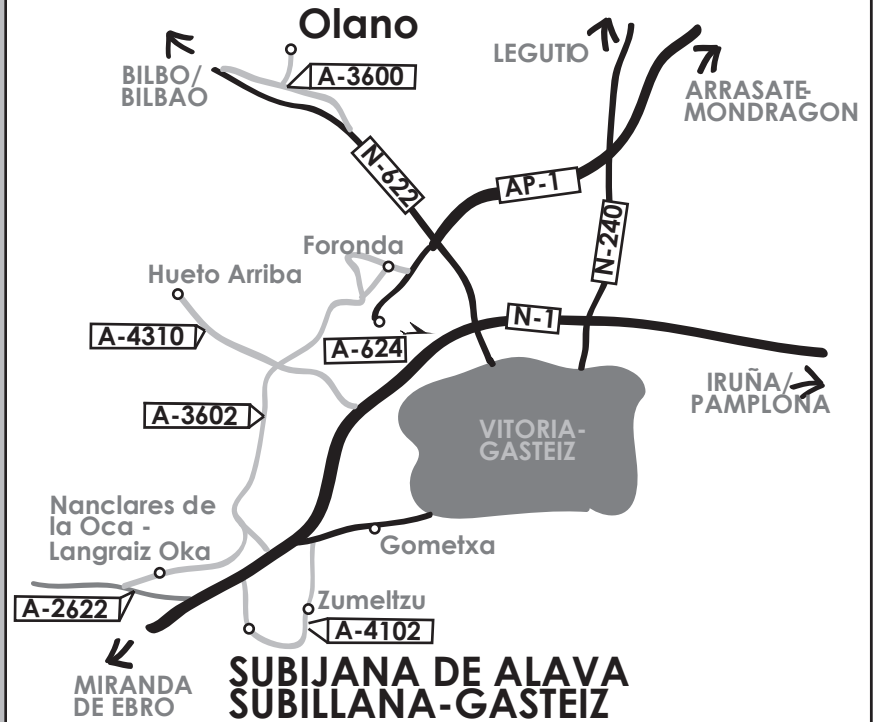 Olano
LEGUTIO
BILBO/
BILBAO
A-3600
ARRASATE-
MONDRAGON
N-622
AP-1
N-240
Foronda
Hueto Arriba
A-4310
A-624
N-1
IRUÑA/
PAMPLONA
A-3602
VITORIA-
GASTEIZ
Nanclares de
la Oca -
Langraiz Oka
Gometxa
A-2622
Zumeltzu
A-4102
MIRANDA
DE EBRO
SUBIJANA DE ALAVA
SUBILLANA-GASTEIZ